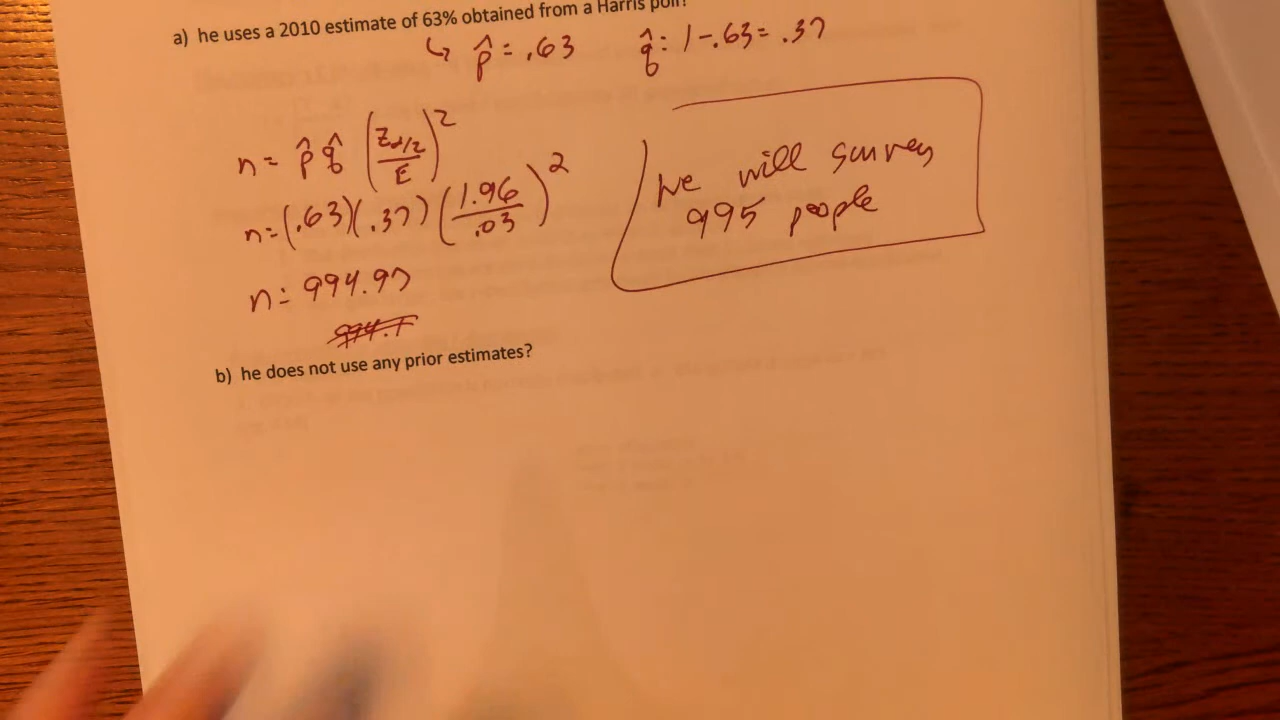 a) he uses a 2010 estimate of 63% obtained from a Harris poll?
↳ p̂ = .63 q̂: 1-.63= .37
n= p̂ q̂ (Zα/2/E)²
n=(.63)(.37)(1.96/.03)²
n= 994.97
994.7
We will survey
995 people
b) he does not use any prior estimates?